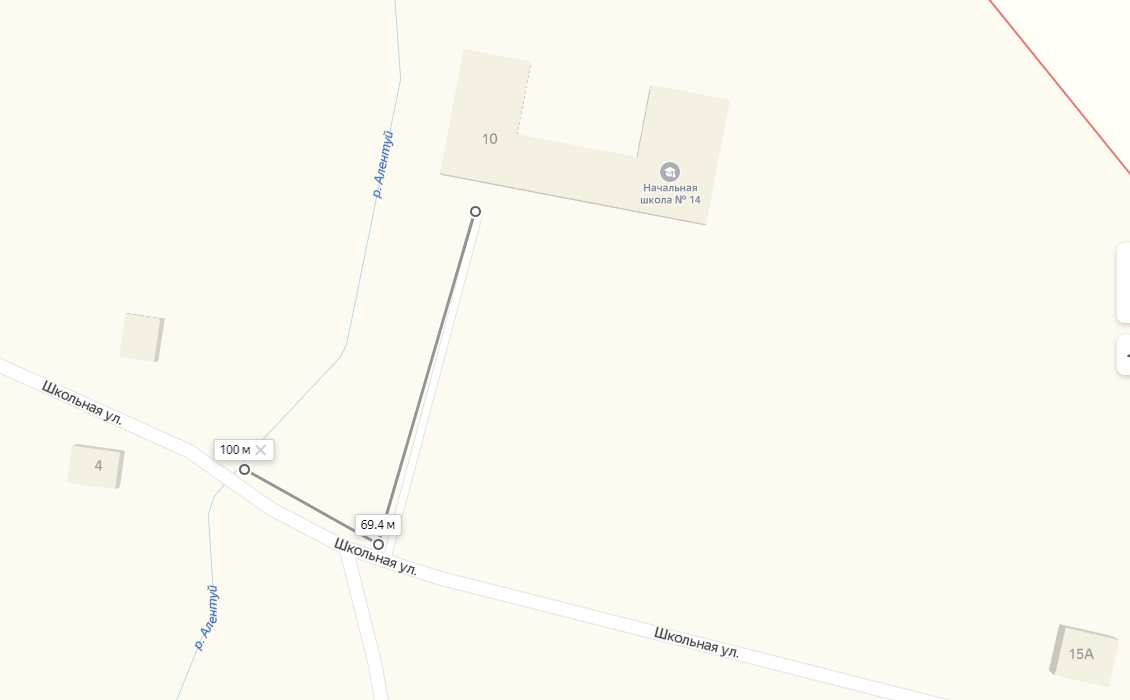 10
р. Алентуй
Начальная
школа № 14
Школьная ул.
100 м
4
69.4 м
Школьная ул.
р. Алентуй
Школьная ул.
15А